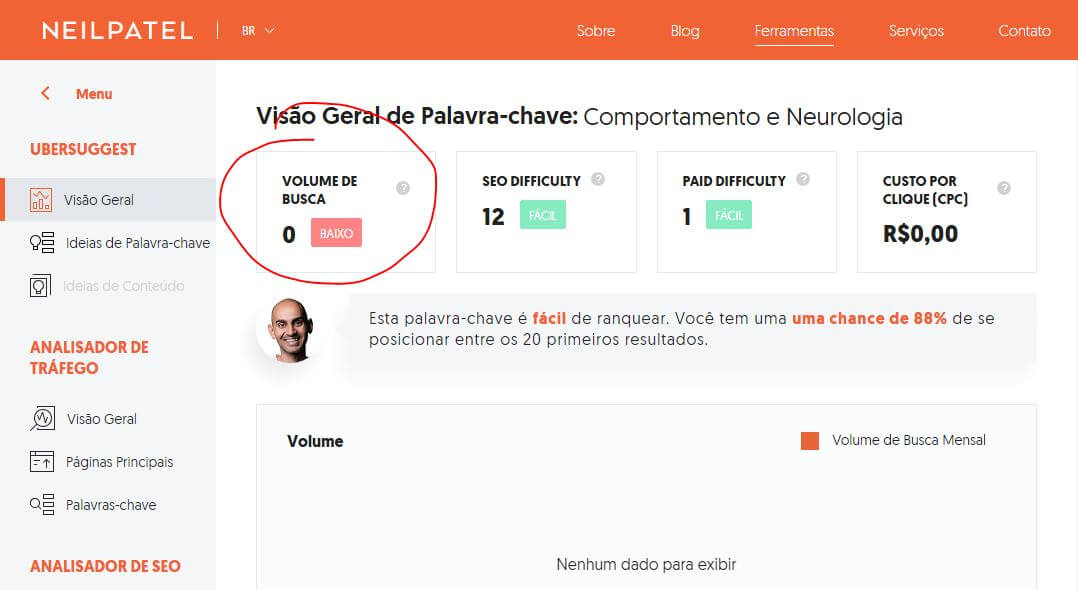 NEILPATEL
BR
Sobre
Blog
Ferramentas
Serviços
Contato
Menu
UBERSUGGEST
Visão Geral
Ideias de Palavra-chave
Ideias de Conteúdo
ANALISADOR DE
TRÁFEGO
Visão Geral
Páginas Principais
Palavras-chave
ANALISADOR DE SEO
Visão Geral de Palavra-chave: Comportamento e Neurologia
VOLUME DE
BUSCA
?
0 BAIXO
SEO DIFFICULTY ?
12 FÁCIL
PAID DIFFICULTY ?
1 FÁCIL
CUSTO POR
CLIQUE (CPC)
?
R$0,00
Esta palavra-chave é fácil de ranquear. Você tem uma uma chance de 88% de se
posicionar entre os 20 primeiros resultados.
Volume
Volume de Busca Mensal
Nenhum dado para exibir